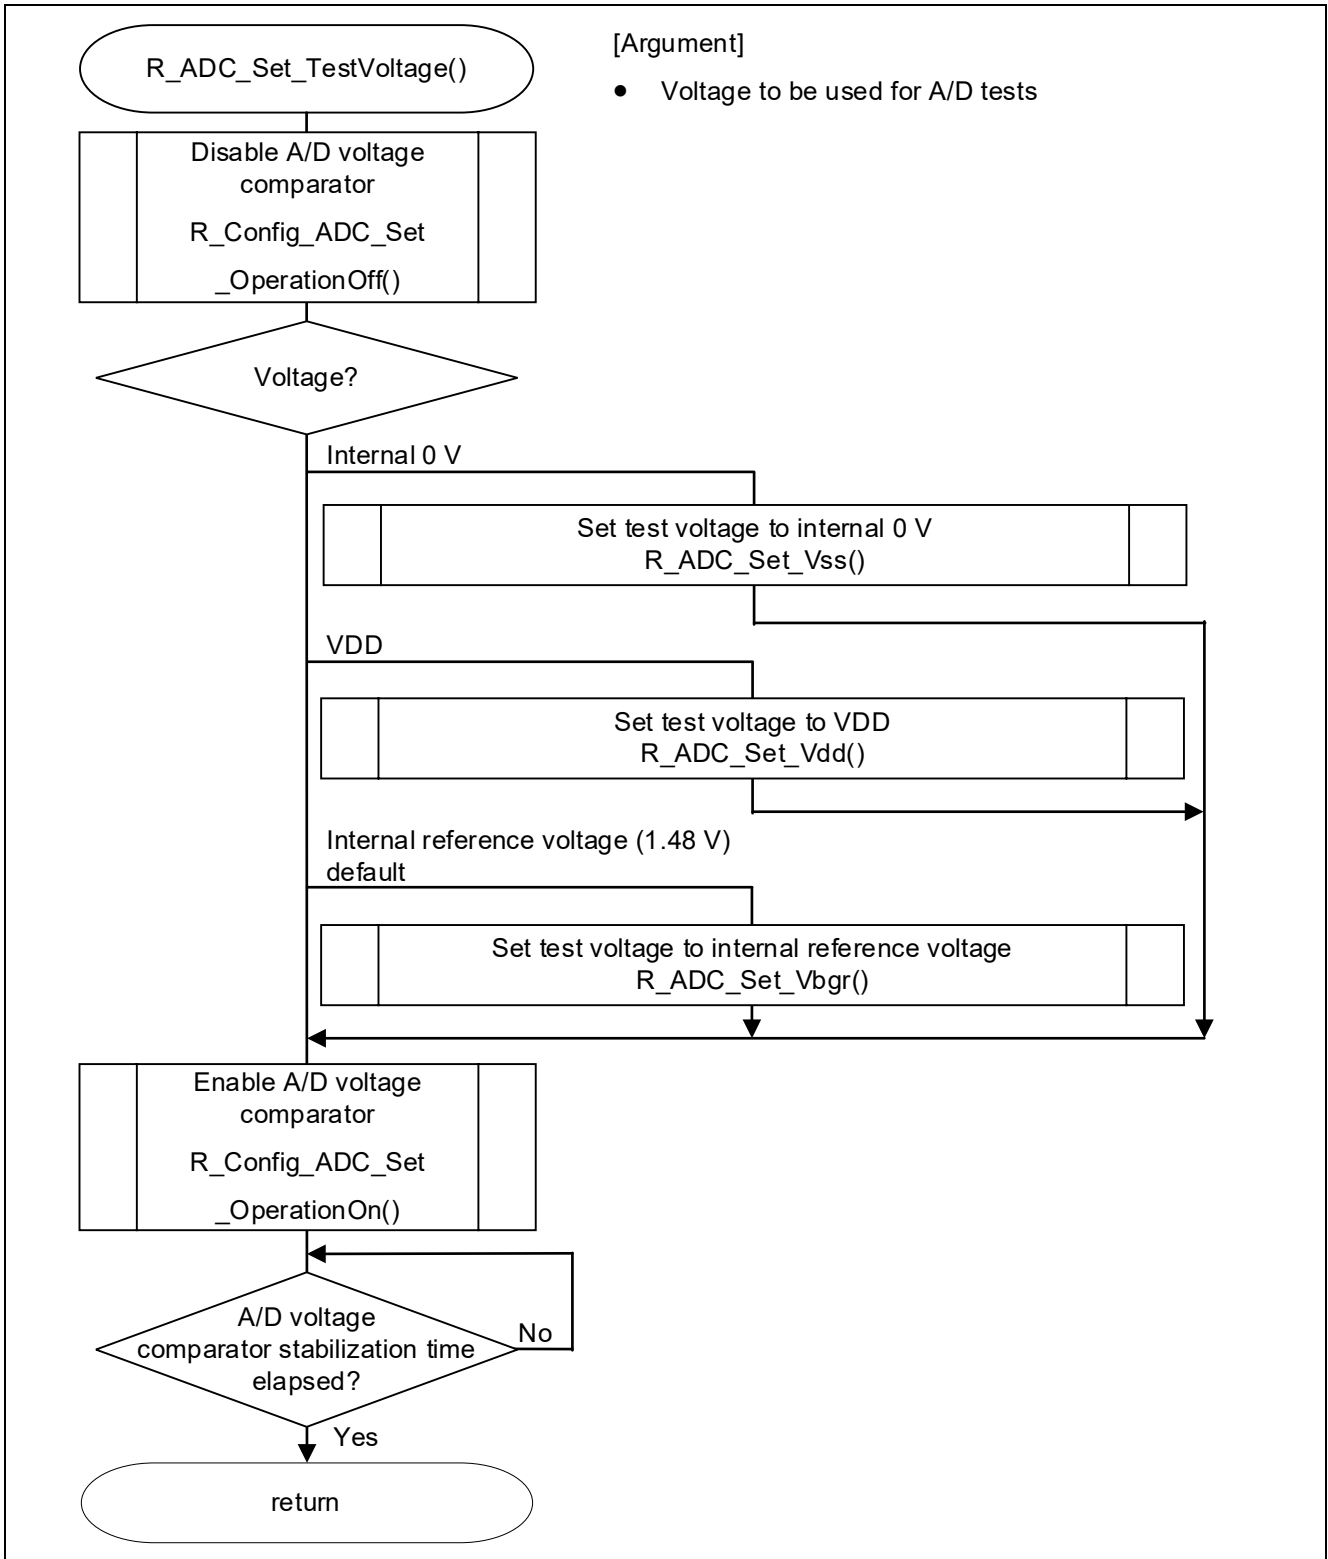 R_ADC_Set_TestVoltage()
[Argument]
● Voltage to be used for A/D tests
Disable A/D voltage
comparator
R_Config_ADC_Set
_OperationOff()
Voltage?
Internal 0 V
Set test voltage to internal 0 V
R_ADC_Set_Vss()
VDD
Set test voltage to VDD
R_ADC_Set_Vdd()
Internal reference voltage (1.48 V)
default
Set test voltage to internal reference voltage
R_ADC_Set_Vbgr()
Enable A/D voltage
comparator
R_Config_ADC_Set
_OperationOn()
A/D voltage
comparator stabilization time
elapsed?
No
Yes
return